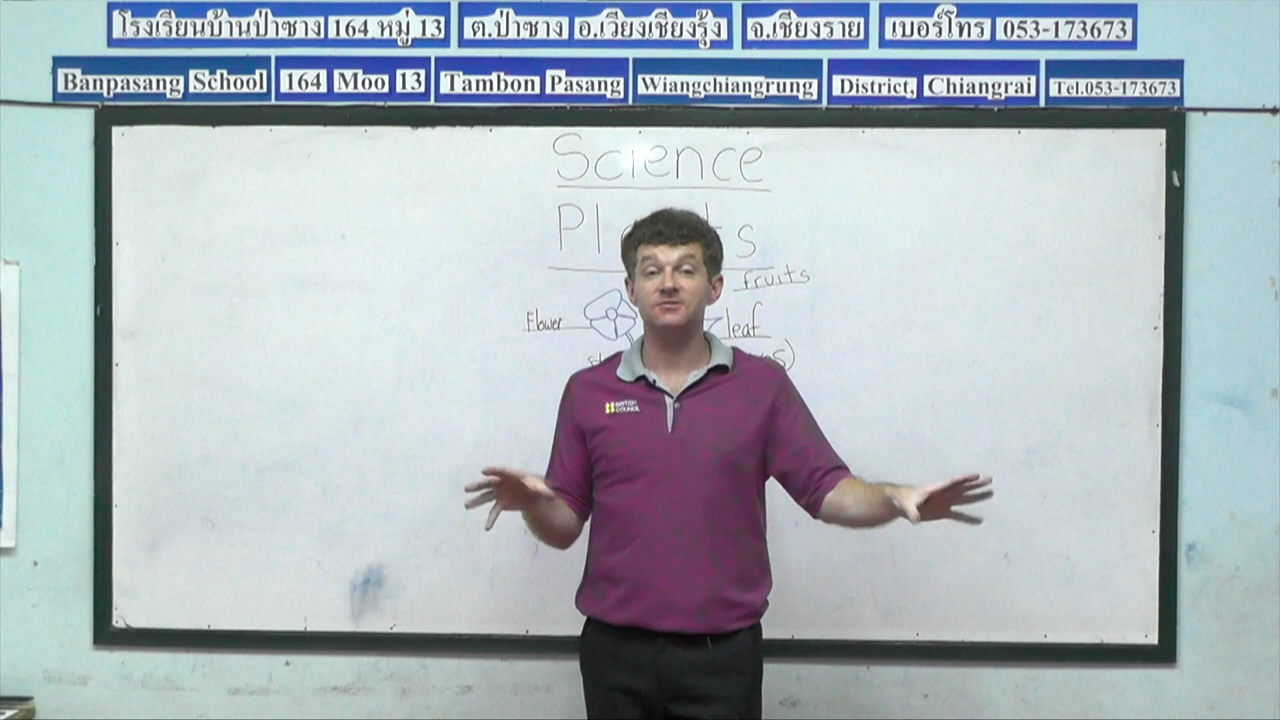 โรงเรียนบ้านป่าซาง 164 หมู่ 13 ต.ป่าซาง อ.เวียงเชียงรุ้ง จ.เชียงราย เบอร์โทร 053-173673
Banpasang School 164 Moo 13 Tambon Pasang Wiangchiangrung District, Chiangrai Tel.053-173673
Science
fruits
Flower leaf
BRITISH
COUNCIL